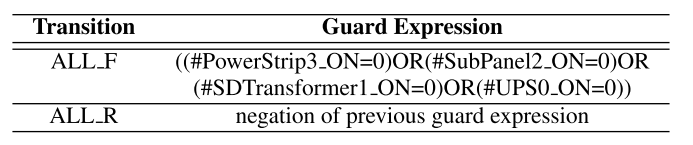 Transition Guard Expression
ALL_F ((#PowerStrip3_ON=0)OR(#SubPanel2_ON=0)OR
(#SDTransformer1_ON=0)OR(#UPS0_ON=0))
ALL_R negation of previous guard expression